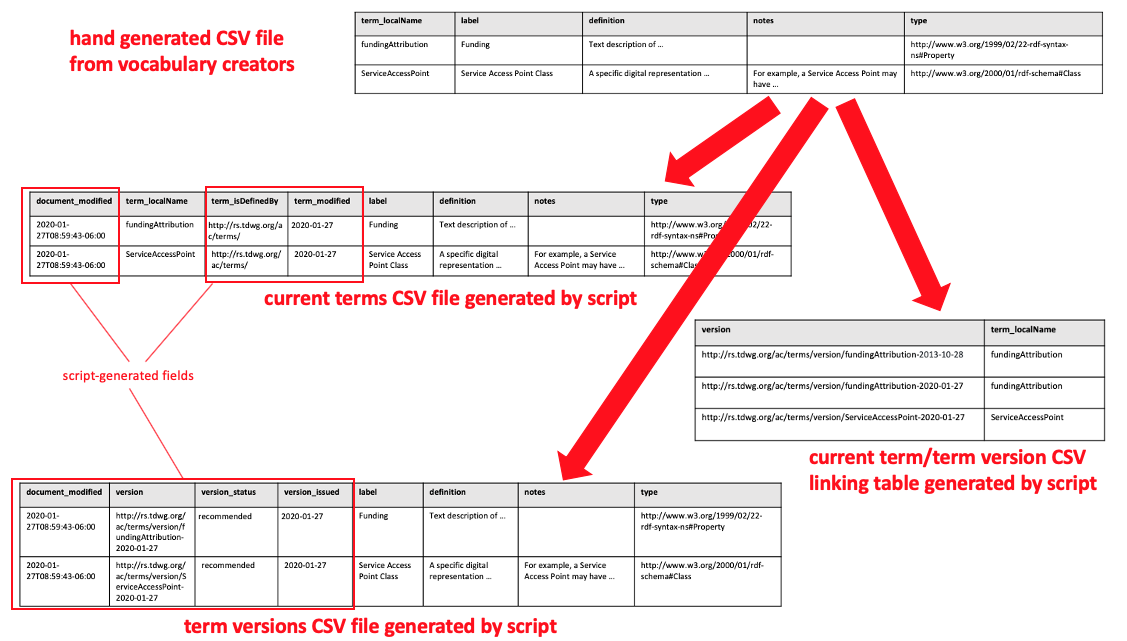 hand generated CSV file
from vocabulary creators
term_localName label definition notes type
fundingAttribution Funding Text description of ... http://www.w3.org/1999/02/22-rdf-syntax-
ns#Property
ServiceAccessPoint Service Access Point Class A specific digital representation ... For example, a Service Access Point may http://www.w3.org/2000/01/rdf-schema#Class
have ...
document_modified term_localName term_isDefinedBy term_modified label definition notes type
2020-01- fundingAttribution http://rs.tdwg.org/a 2020-01-27 Funding Text description of ... http://www.w3.org/1999/02/22-
27T08:59:43-06:00 c/terms/ rdf-syntax-ns#Property
2020-01- ServiceAccessPoint http://rs.tdwg.org/ 2020-01-27 Service Access A specific digital For example, a Service http://www.w3.org/2000/01/rdf-
27T08:59:43-06:00 ac/terms/ Point Class representation ... Access Point may have ... schema#Class
current terms CSV file generated by script
version term_localName
http://rs.tdwg.org/ac/terms/version/fundingAttribution-2013-10-28 fundingAttribution
http://rs.tdwg.org/ac/terms/version/fundingAttribution-2020-01-27 fundingAttribution
http://rs.tdwg.org/ac/terms/version/ServiceAccessPoint-2020-01-27 ServiceAccessPoint
script-generated fields
current term/term version CSV
linking table generated by script
document_modified version version_status version_issued label definition notes type
2020-01- http://rs.tdwg.org/ recommended 2020-01-27 Funding Text description of ... http://www.w3.org/1999/02/22-
27T08:59:43-06:00 ac/terms/version/f rdf-syntax-ns#Property
undingAttribution-
2020-01-27
2020-01- http://rs.tdwg.org/ recommended 2020-01-27 Service Access A specific digital For example, a Service http://www.w3.org/2000/01/rdf-
27T08:59:43-06:00 ac/terms/version/S Point Class representation ... Access Point may have ... schema#Class
erviceAccessPoint-
2020-01-27
term versions CSV file generated by script